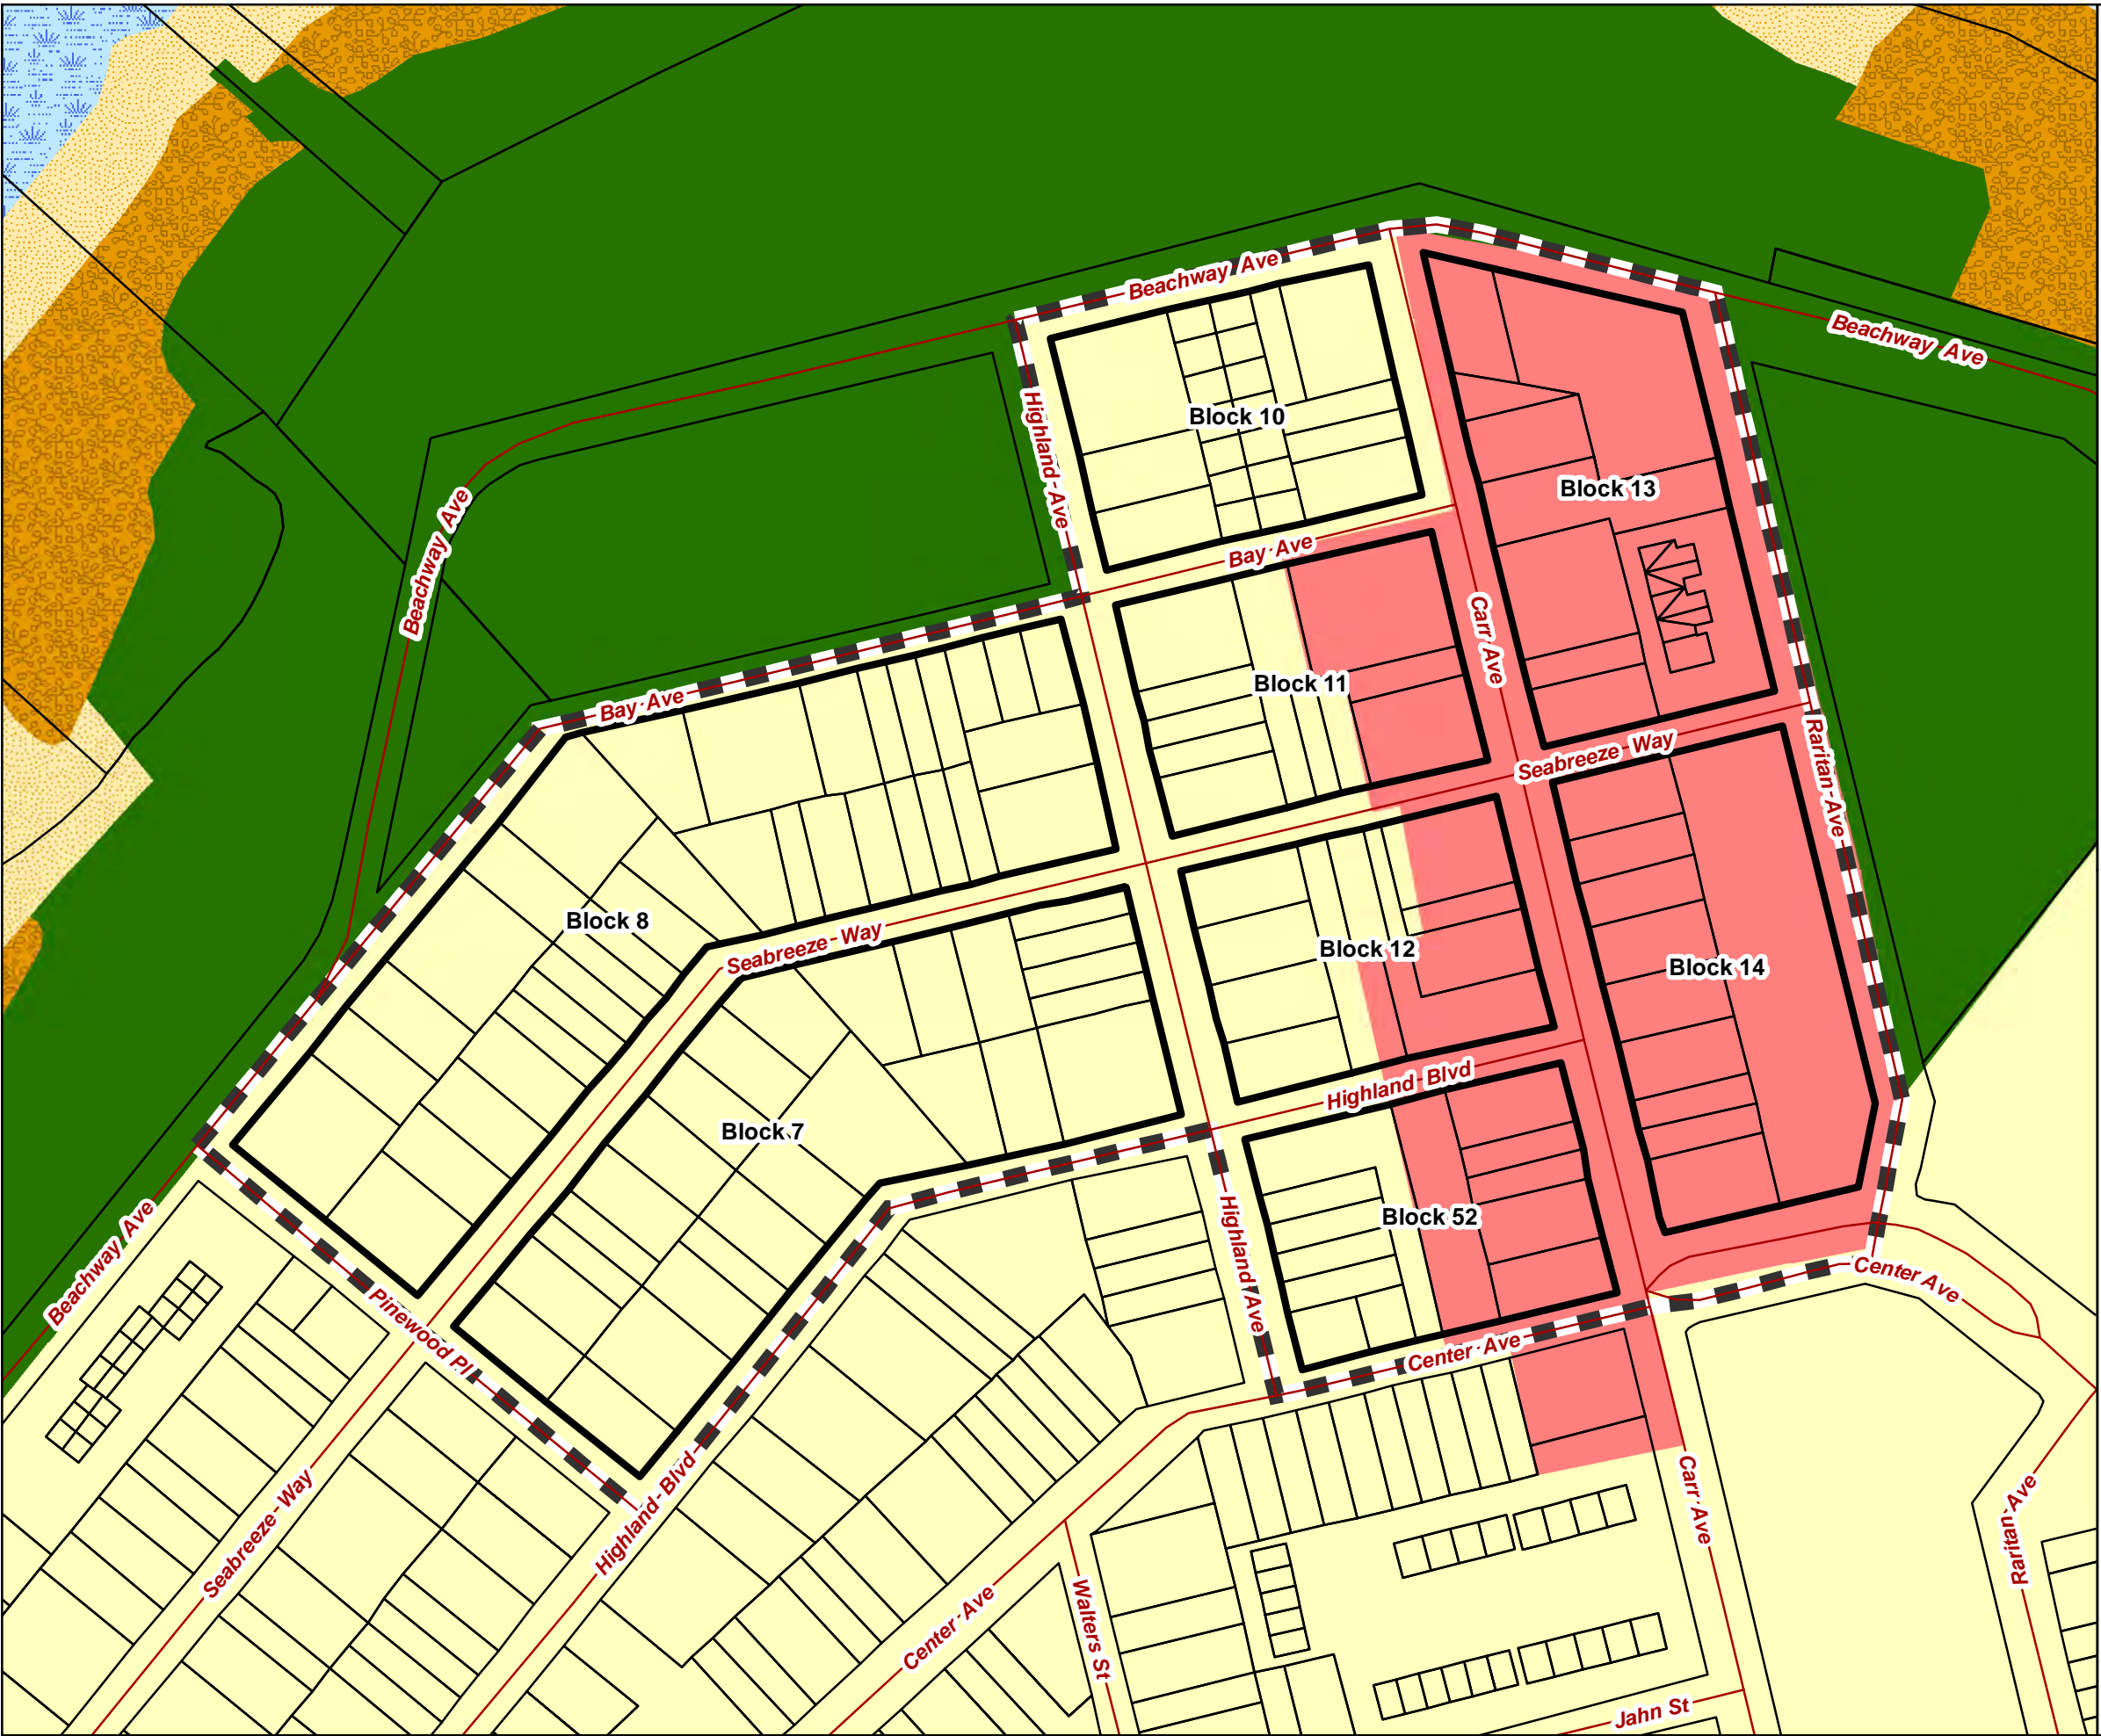 Beachway Ave
Beachway Ave
Highland Ave
Block 10
Block 13
Beachway Ave
Bay Ave
Carr Ave
Block 11
Bay Ave
Seabreeze Way
Raritan Ave
Block 8
Seabreeze Way
Block 12
Block 14
Highland Blvd
Block 7
Block 52
Highland Ave
Beachway Ave
Pinewood Pl
Center Ave
Center Ave
Seabreeze Way
Highland Blvd
Carr Ave
Raritan Ave
Center Ave
Walters St
Jahn St